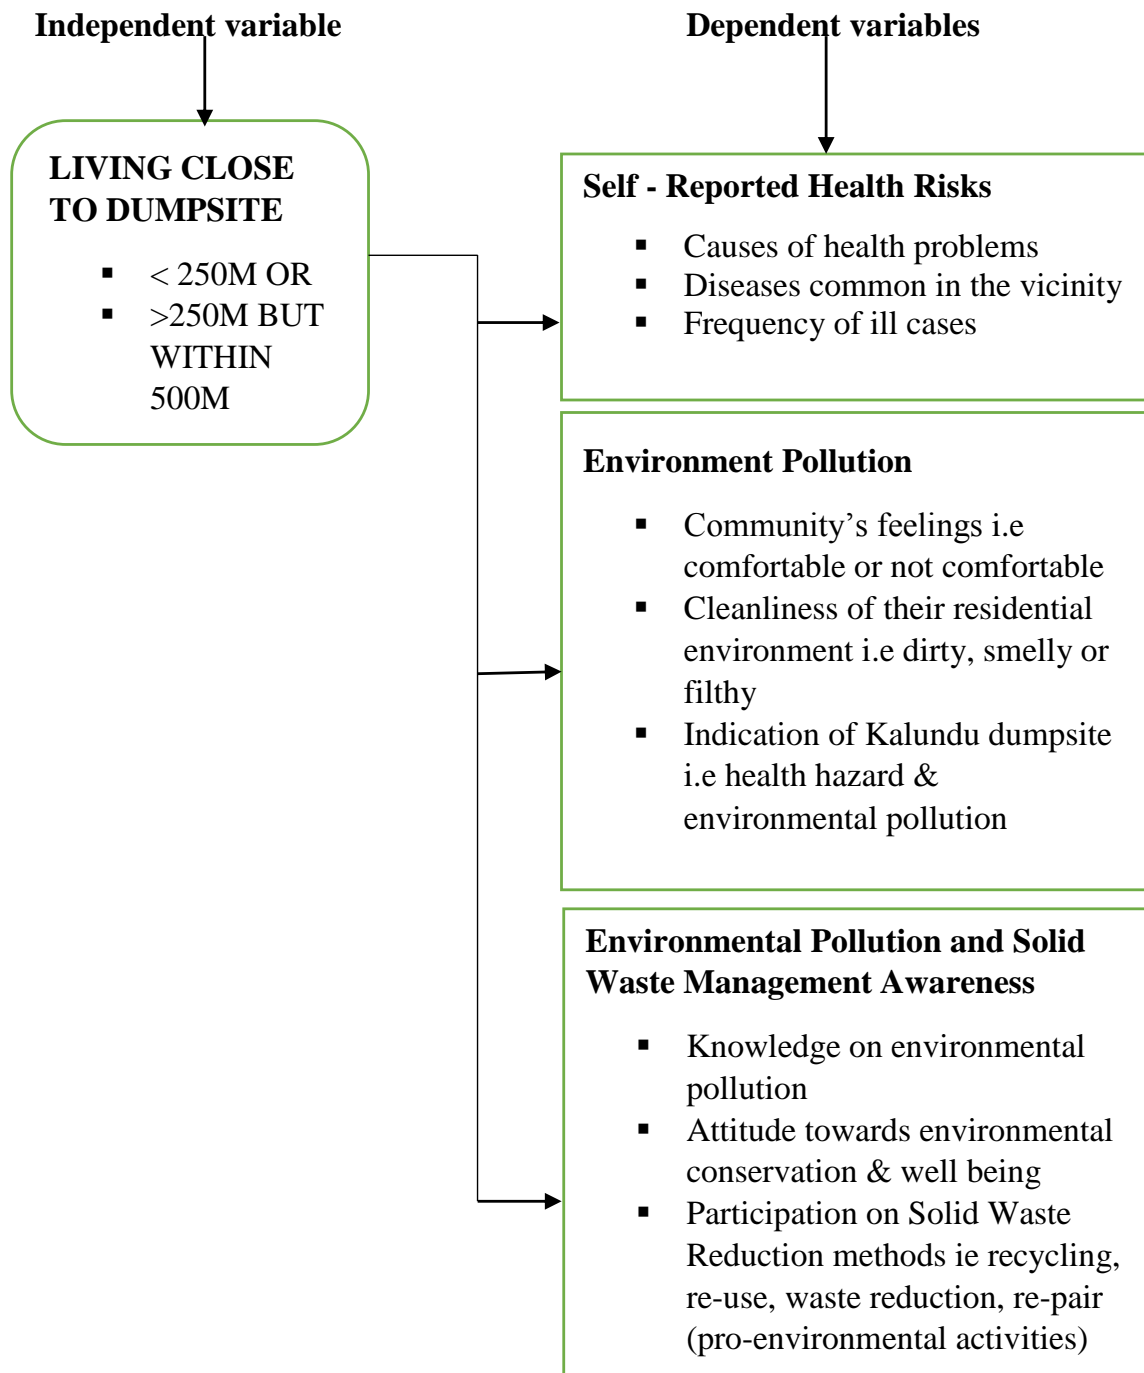 Independent variable
Dependent variables
LIVING CLOSE
TO DUMPSITE
▪ < 250M OR
▪ >250M BUT
WITHIN
500M
Self - Reported Health Risks
▪ Causes of health problems
▪ Diseases common in the vicinity
▪ Frequency of ill cases
Environment Pollution
▪ Community’s feelings i.e
comfortable or not comfortable
▪ Cleanliness of their residential
environment i.e dirty, smelly or
filthy
▪ Indication of Kalundu dumpsite
i.e health hazard &
environmental pollution
Environmental Pollution and Solid
Waste Management Awareness
▪ Knowledge on environmental
pollution
▪ Attitude towards environmental
conservation & well being
▪ Participation on Solid Waste
Reduction methods ie recycling,
re-use, waste reduction, re-pair
(pro-environmental activities)